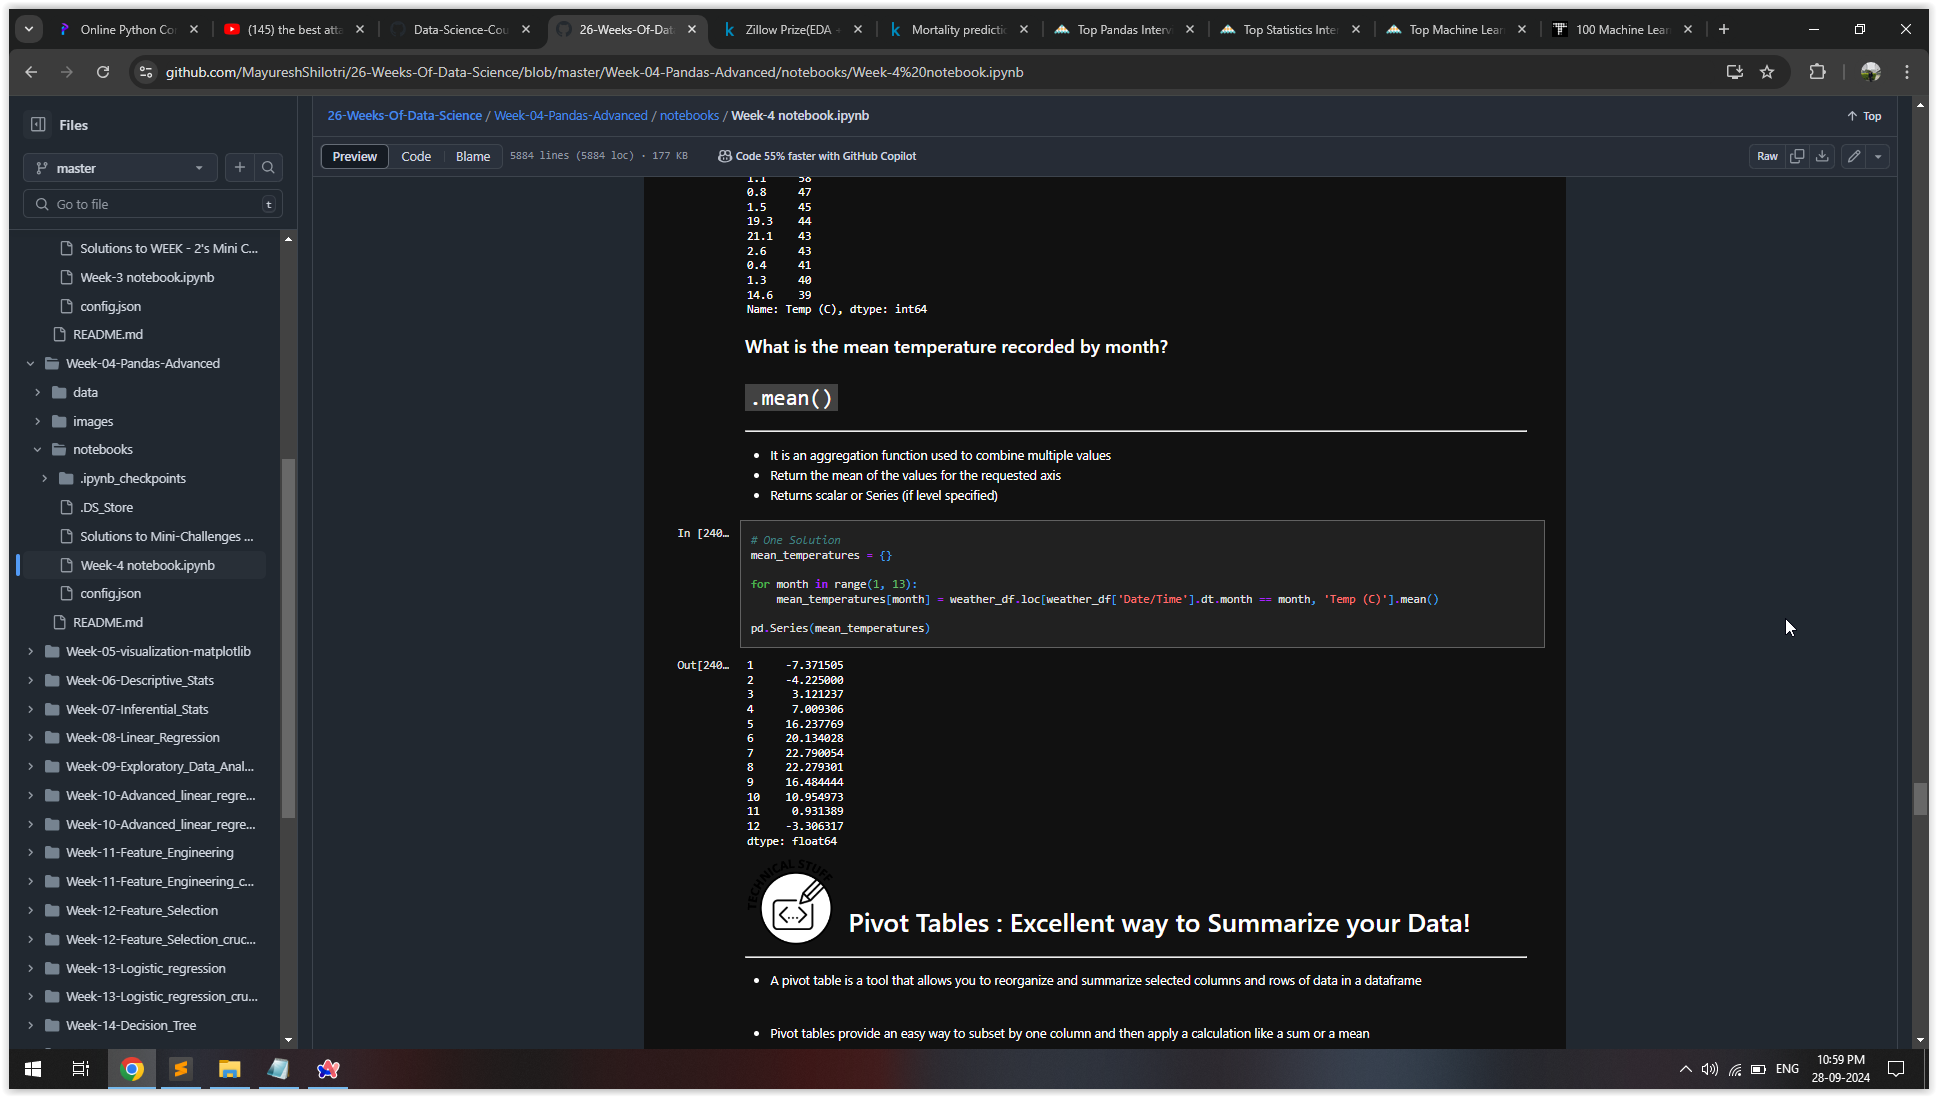 Online Python Co
(145) the best atta
Data-Science-Cou
26-Weeks-Of-Dat
Zillow Prize(EDA
Mortality predictic
Top Pandas Interv
Top Statistics Inte
Top Machine Lear
100 Machine Lear
github.com/MayureshShilotri/26-Weeks-Of-Data-Science/blob/master/Week-04-Pandas-Advanced/notebooks/Week-4%20notebook.ipynb
Files
26-Weeks-Of-Data-Science / Week-04-Pandas-Advanced / notebooks / Week-4 notebook.ipynb
Top
master
Preview Code Blame 5884 lines (5884 loc) · 177 KB Code 55% faster with GitHub Copilot Raw
Go to file t
Solutions to WEEK - 2's Mini C...
Week-3 notebook.ipynb
config.json
README.md
Week-04-Pandas-Advanced
data
images
notebooks
.ipynb_checkpoints
.DS_Store
Solutions to Mini-Challenges ...
Week-4 notebook.ipynb
config.json
README.md
Week-05-visualization-matplotlib
Week-06-Descriptive_Stats
Week-07-Inferential_Stats
Week-08-Linear_Regression
Week-09-Exploratory_Data_Anal...
Week-10-Advanced_linear_regre...
Week-10-Advanced_linear_regre...
Week-11-Feature_Engineering
Week-11-Feature_Engineering_c...
Week-12-Feature_Selection
Week-12-Feature_Selection_cruc...
Week-13-Logistic_regression
Week-13-Logistic_regression_cru...
Week-14-Decision_Tree
1.1 58
0.8 47
1.5 45
19.3 44
21.1 43
2.6 43
0.4 41
1.3 40
14.6 39
Name: Temp (C), dtype: int64
What is the mean temperature recorded by month?
.mean()
• It is an aggregation function used to combine multiple values
• Return the mean of the values for the requested axis
• Returns scalar or Series (if level specified)
In [240…
# One Solution
mean_temperatures = {}
for month in range(1, 13):
mean_temperatures[month] = weather_df.loc[weather_df['Date/Time'].dt.month == month, 'Temp (C)'].mean()
pd.Series(mean_temperatures)
Out[240…
1 -7.371505
2 -4.225000
3 3.121237
4 7.009306
5 16.237769
6 20.134028
7 22.790054
8 22.279301
9 16.484444
10 10.954973
11 0.931389
12 -3.306317
dtype: float64
TECHNICAL STUFF
Pivot Tables : Excellent way to Summarize your Data!
• A pivot table is a tool that allows you to reorganize and summarize selected columns and rows of data in a dataframe
• Pivot tables provide an easy way to subset by one column and then apply a calculation like a sum or a mean
ENG
10:59 PM
28-09-2024